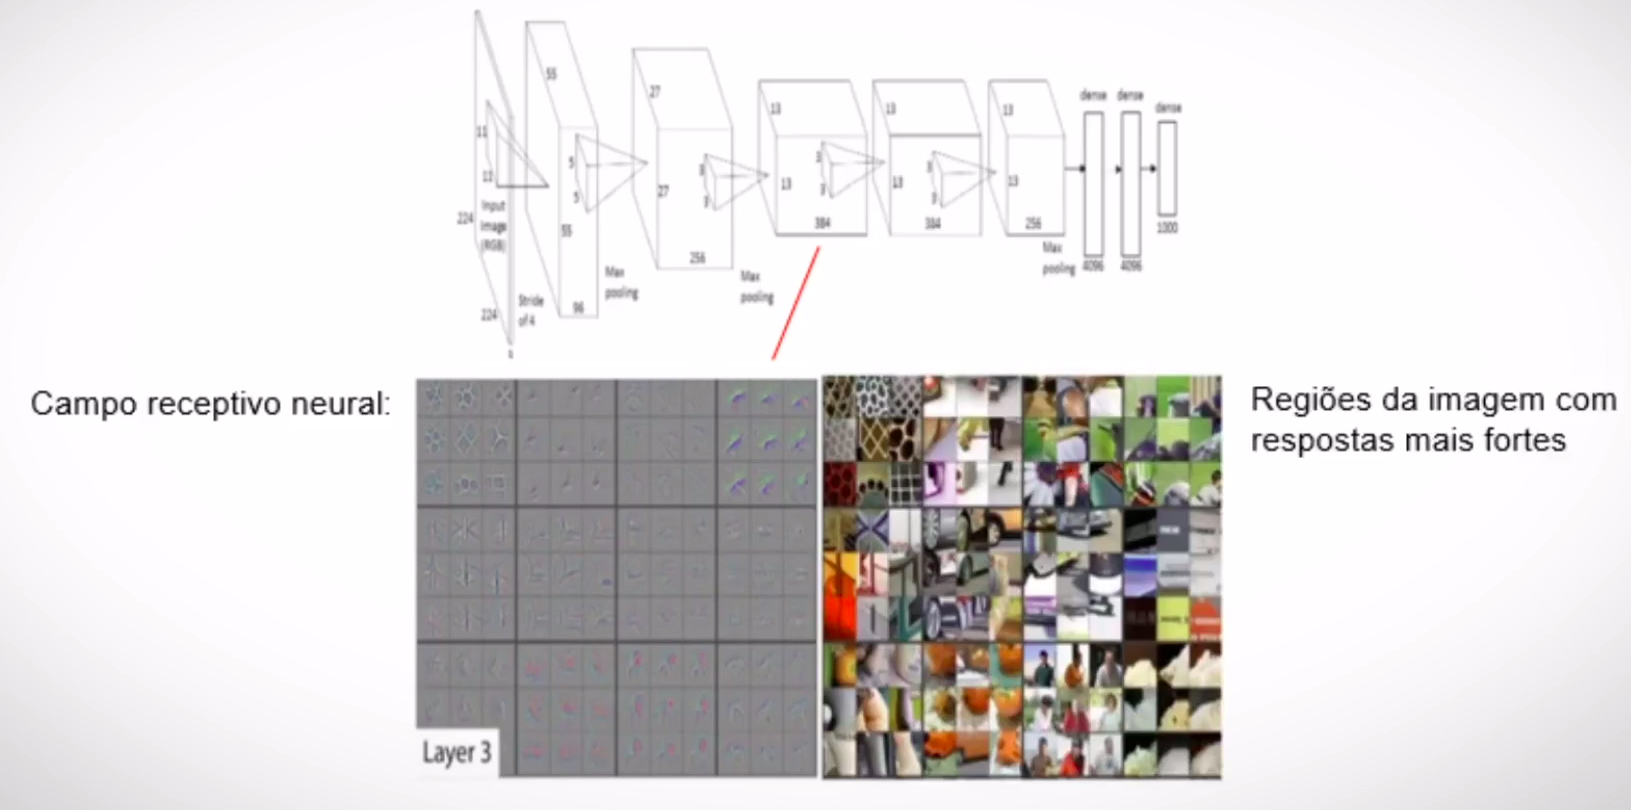 55
27
13
13
13
dense
dense
dense
11
11
5
5
3
3
27
13
3
3
13
3
3
13
224
Input
Image
(RGB)
55
384
384
256
1000
256
Max
pooling
4096
4096
Max
pooling
Max
pooling
Stride
of 4
96
224
Campo receptivo neural:
Regiões da imagem com
respostas mais fortes
Layer 3